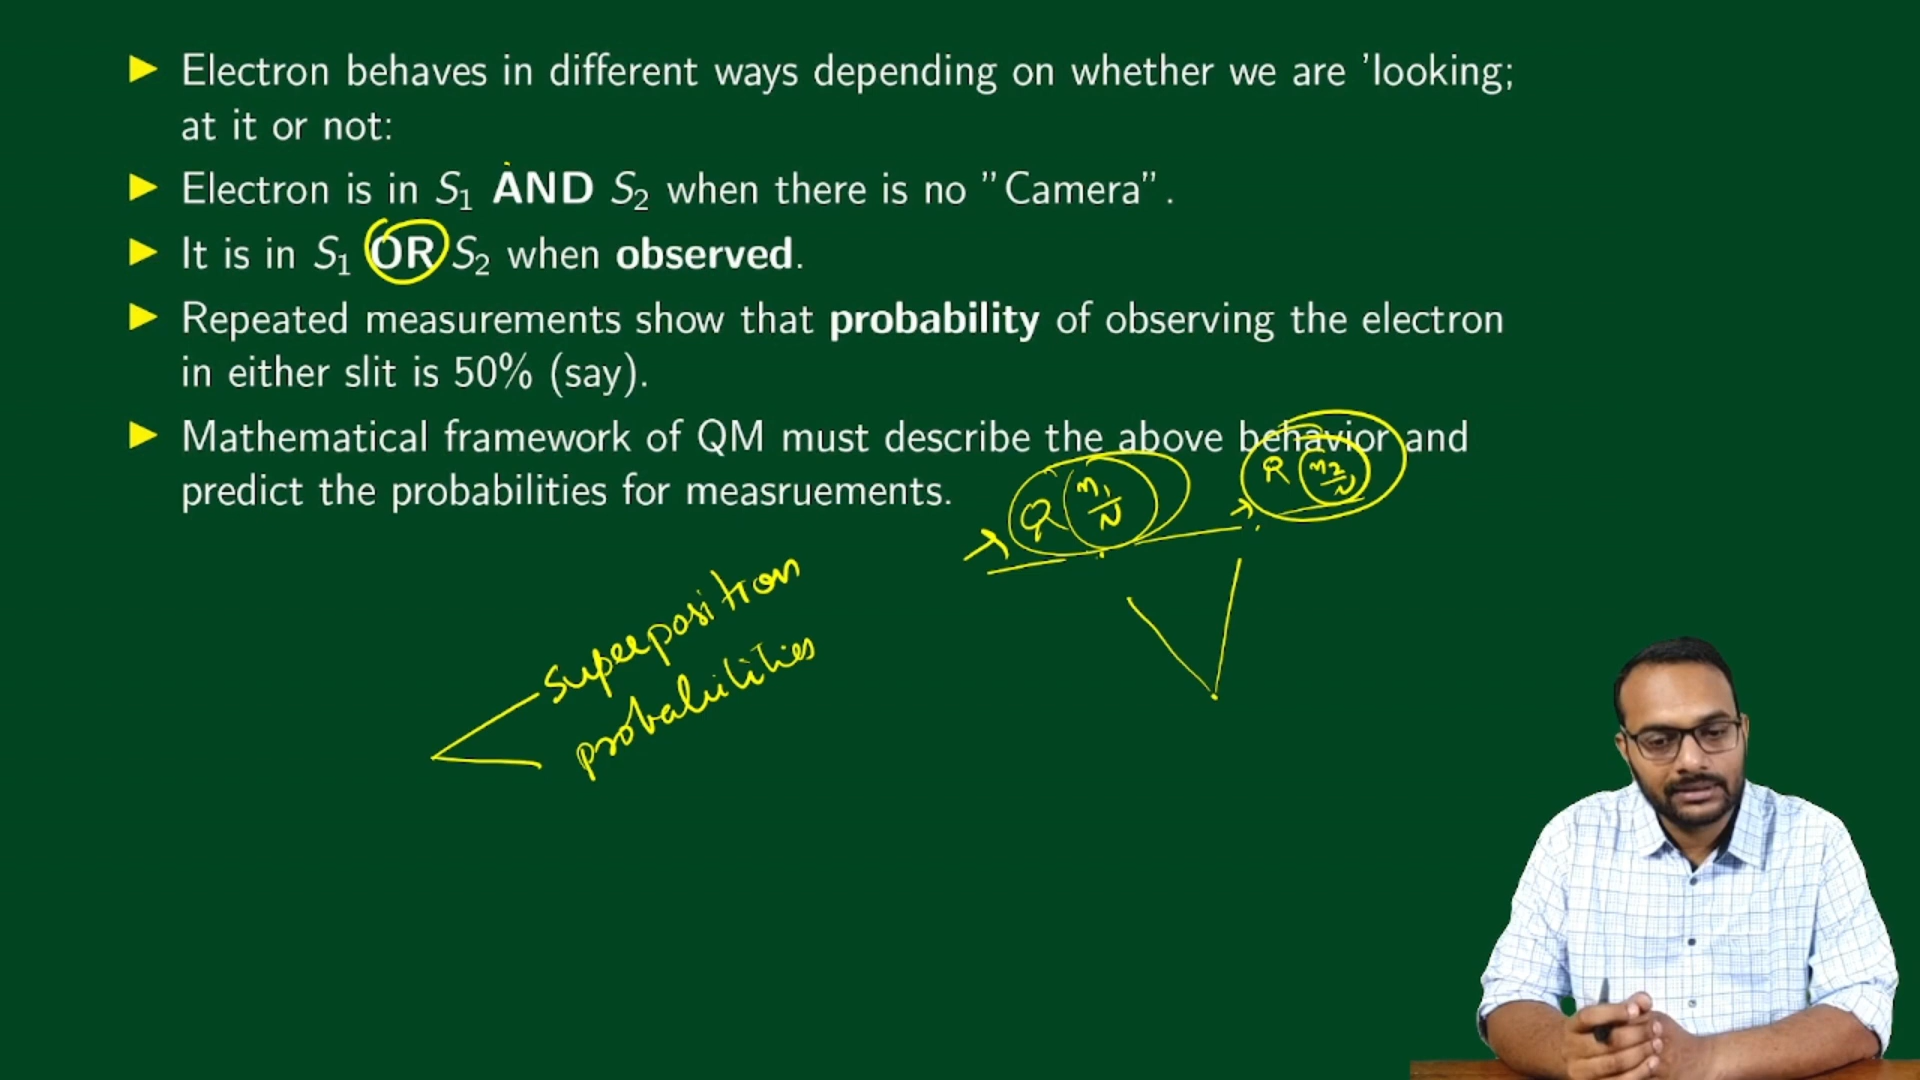 Electron behaves in different ways depending on whether we are 'looking;
at it or not:
Electron is in S₁ AND S₂ when there is no "Camera".
It is in S₁ OR S₂ when observed.
Repeated measurements show that probability of observing the electron
in either slit is 50% (say).
Mathematical framework of QM must describe the above behavior and
predict the probabilities for measruements.
R n₂/N
n₁/N
superposition
probabilities